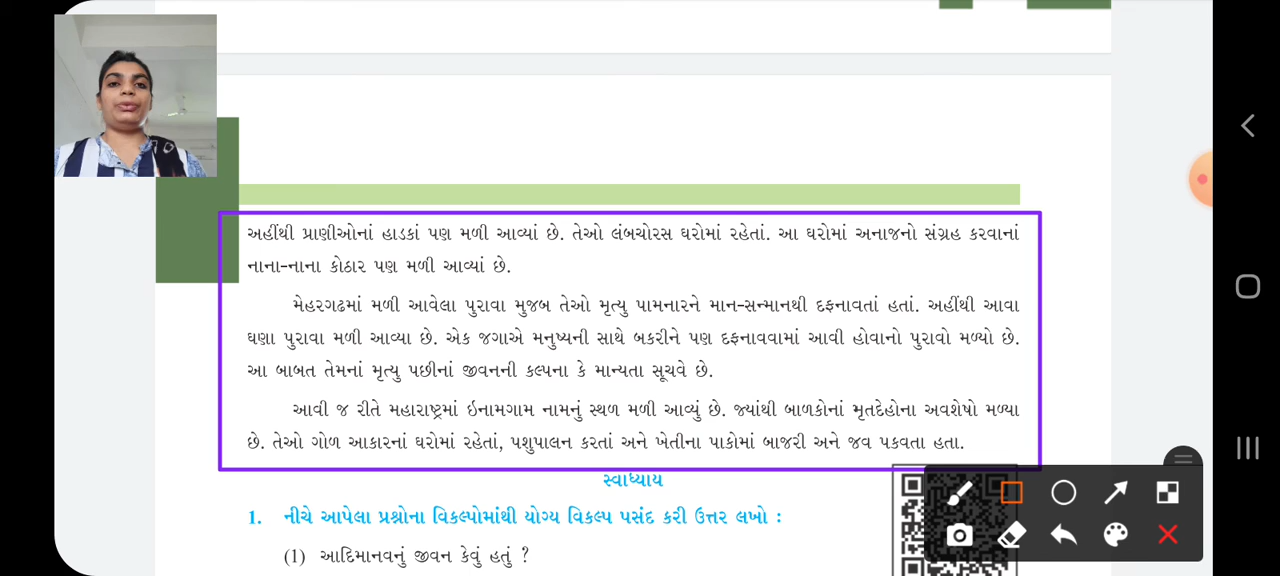 અહીંથી પ્રાણીઓનાં હાડકાં પણ મળી આવ્યાં છે. તેઓ લંબચોરસ ઘરોમાં રહેતાં. આ ઘરોમાં અનાજનો સંગ્રહ કરવાનાં
નાના-નાના કોઠાર પણ મળી આવ્યાં છે.
મેહરગઢમાં મળી આવેલા પુરાવા મુજબ તેઓ મૃત્યુ પામનારને માન-સન્માનથી દફનાવતાં હતાં. અહીંથી આવા
ઘણા પુરાવા મળી આવ્યા છે. એક જગાએ મનુષ્યની સાથે બકરીને પણ દફનાવવામાં આવી હોવાનો પુરાવો મળ્યો છે.
આ બાબત તેમનાં મૃત્યુ પછીનાં જીવનની કલ્પના કે માન્યતા સૂચવે છે.
આવી જ રીતે મહારાષ્ટ્રમાં ઇનામગામ નામનું સ્થળ મળી આવ્યું છે. જ્યાંથી બાળકોનાં મૃતદેહોના અવશેષો મળ્યા
છે. તેઓ ગોળ આકારનાં ઘરોમાં રહેતાં, પશુપાલન કરતાં અને ખેતીના પાકોમાં બાજરી અને જવ પકવતા હતા.
સ્વાધ્યાય
1. નીચે આપેલા પ્રશ્નોના વિકલ્પોમાંથી યોગ્ય વિકલ્પ પસંદ કરી ઉત્તર લખો :
(1) આદિમાનવનું જીવન કેવું હતું ?